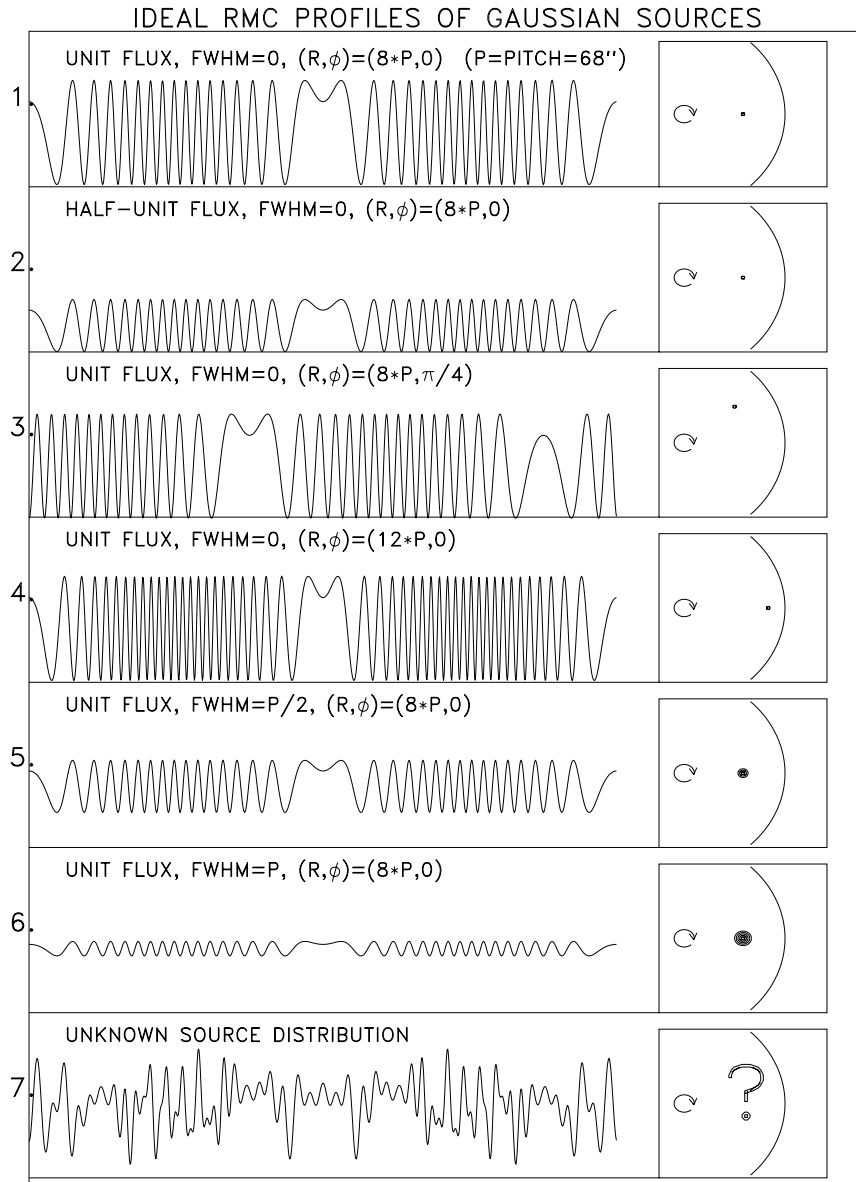 IDEAL RMC PROFILES OF GAUSSIAN SOURCES
UNIT FLUX, FWHM=0, (R,ϕ)=(8*P,0) (P=PITCH=68'')
1
HALF-UNIT FLUX, FWHM=0, (R,ϕ)=(8*P,0)
2
UNIT FLUX, FWHM=0, (R,ϕ)=(8*P,π/4)
3
UNIT FLUX, FWHM=0, (R,ϕ)=(12*P,0)
4
UNIT FLUX, FWHM=P/2, (R,ϕ)=(8*P,0)
5
UNIT FLUX, FWHM=P, (R,ϕ)=(8*P,0)
6
UNKNOWN SOURCE DISTRIBUTION
7
?